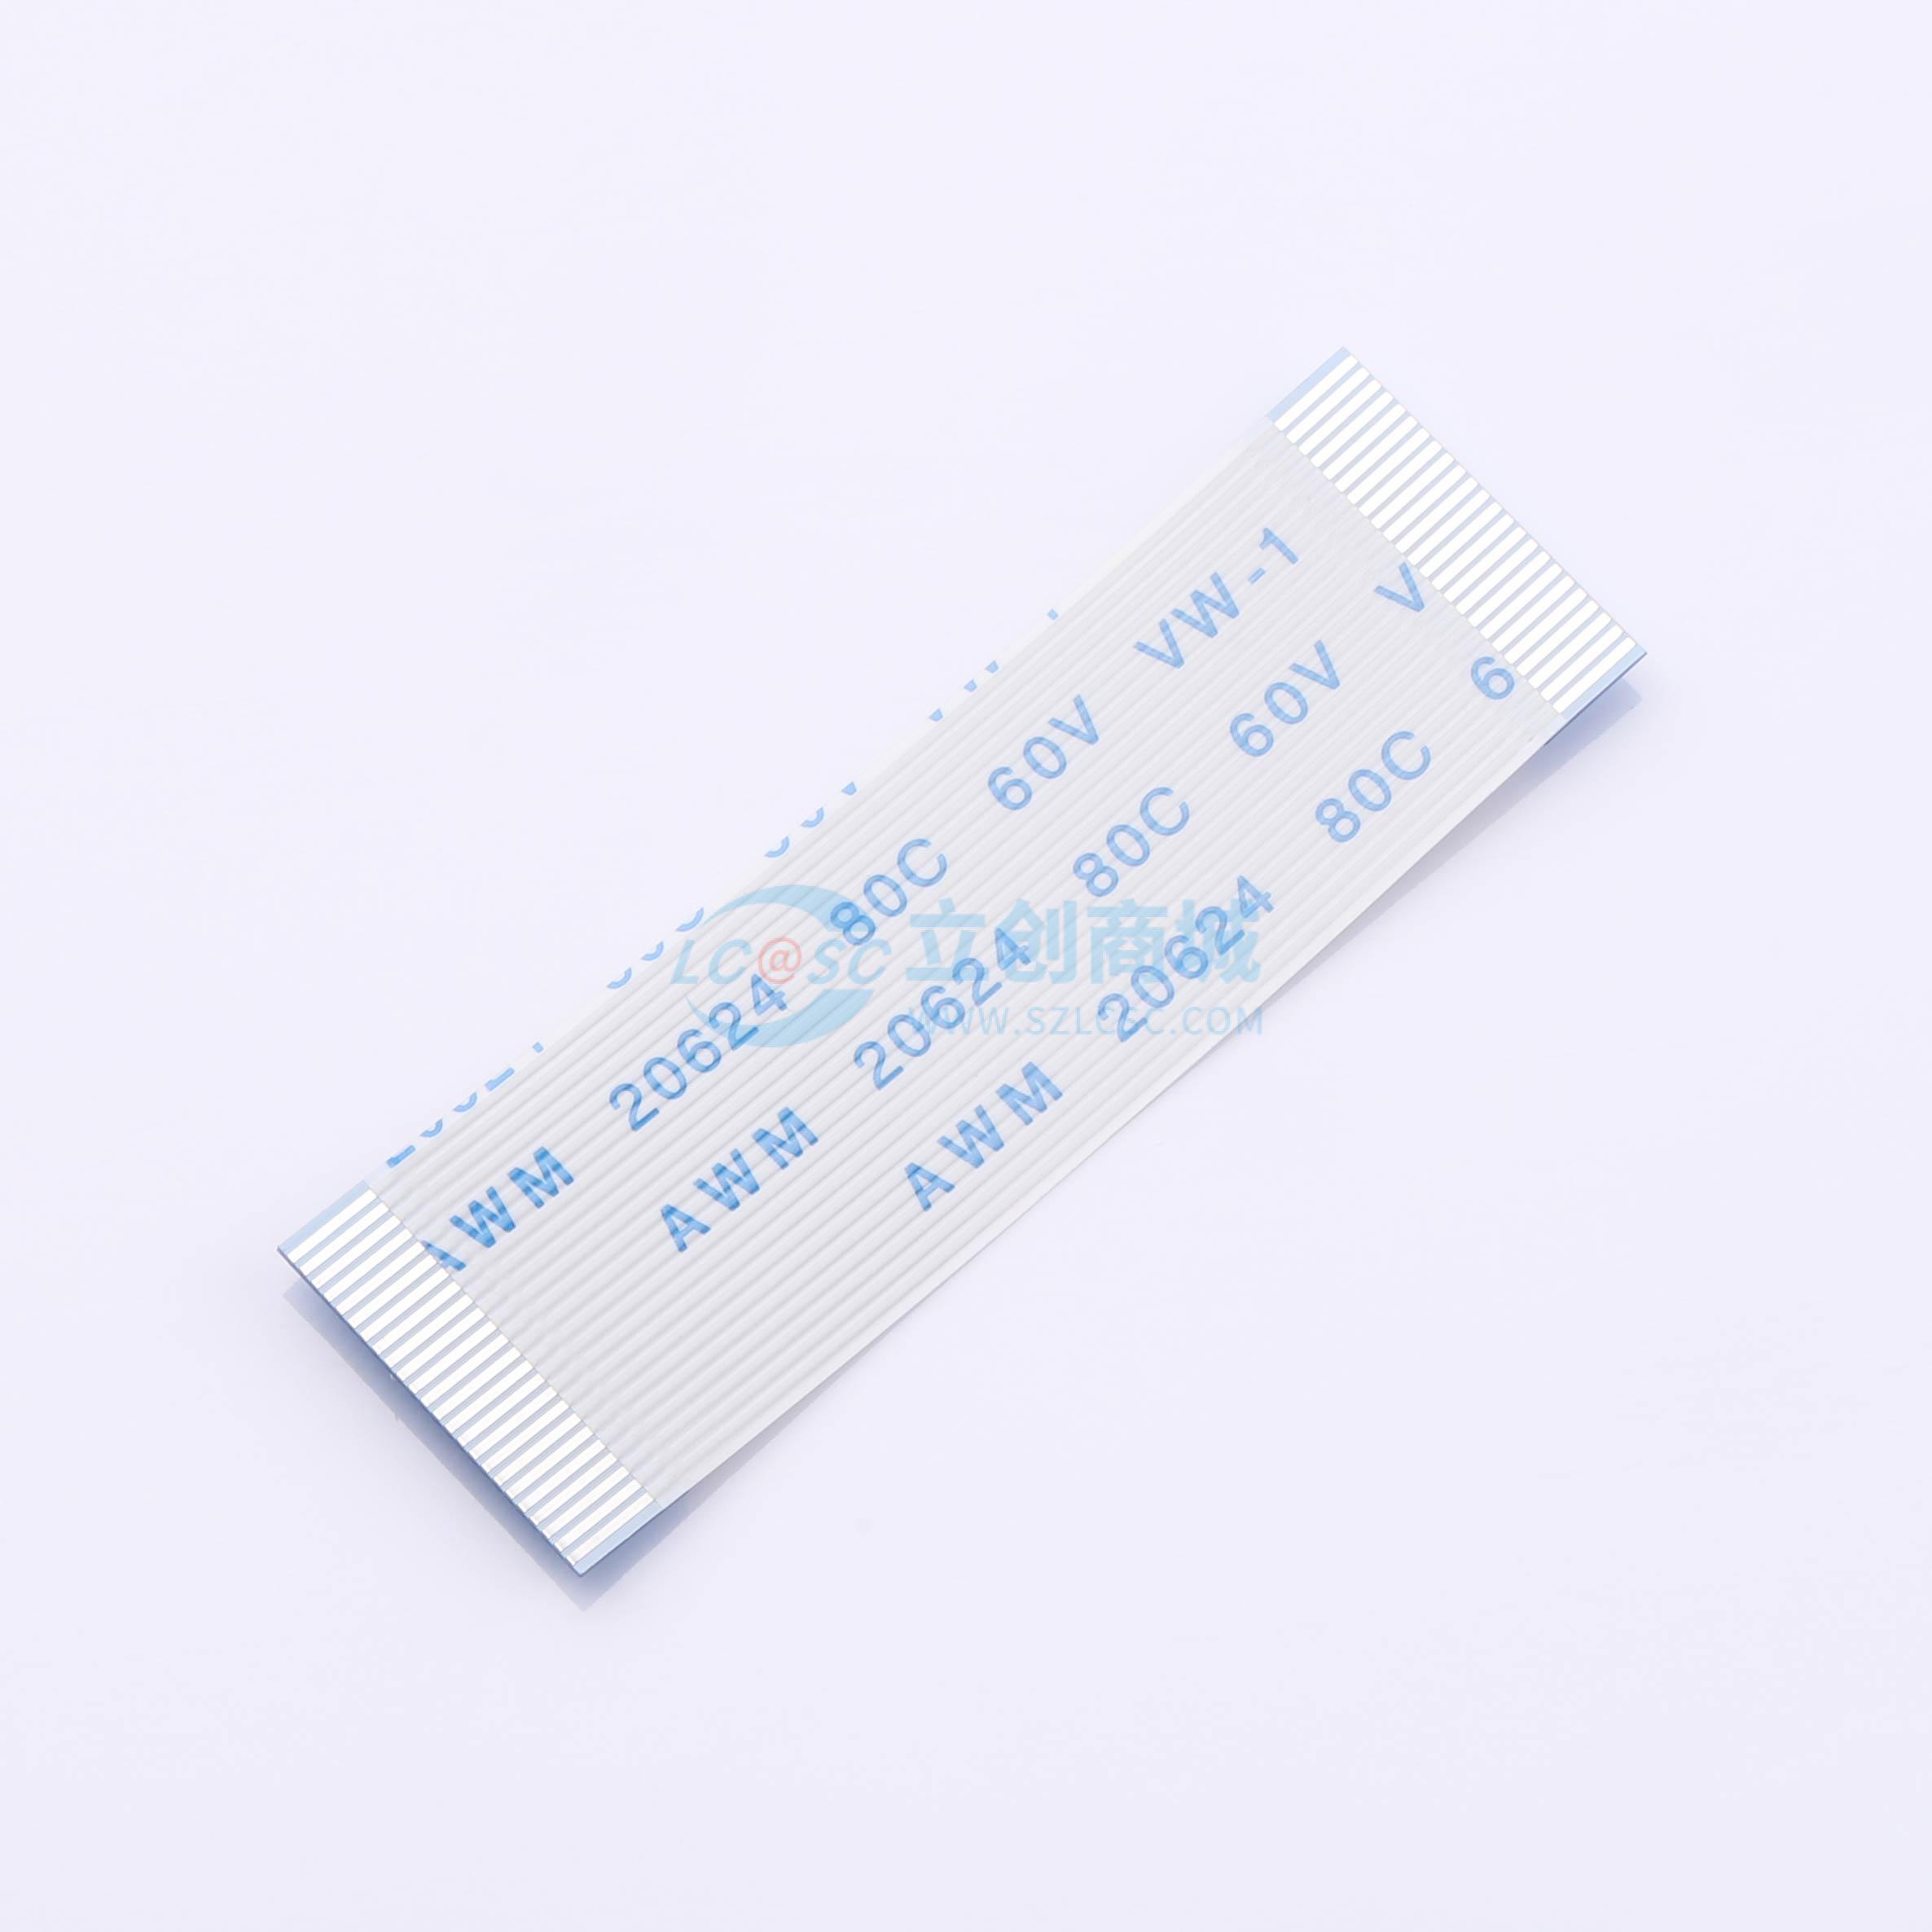 AWM 20624 80C 60V VW-1
AWM 20624 80C 60V V
AWM 20624 80C 6
LC@SC 立创商城
WWW.SZLCSC.COM